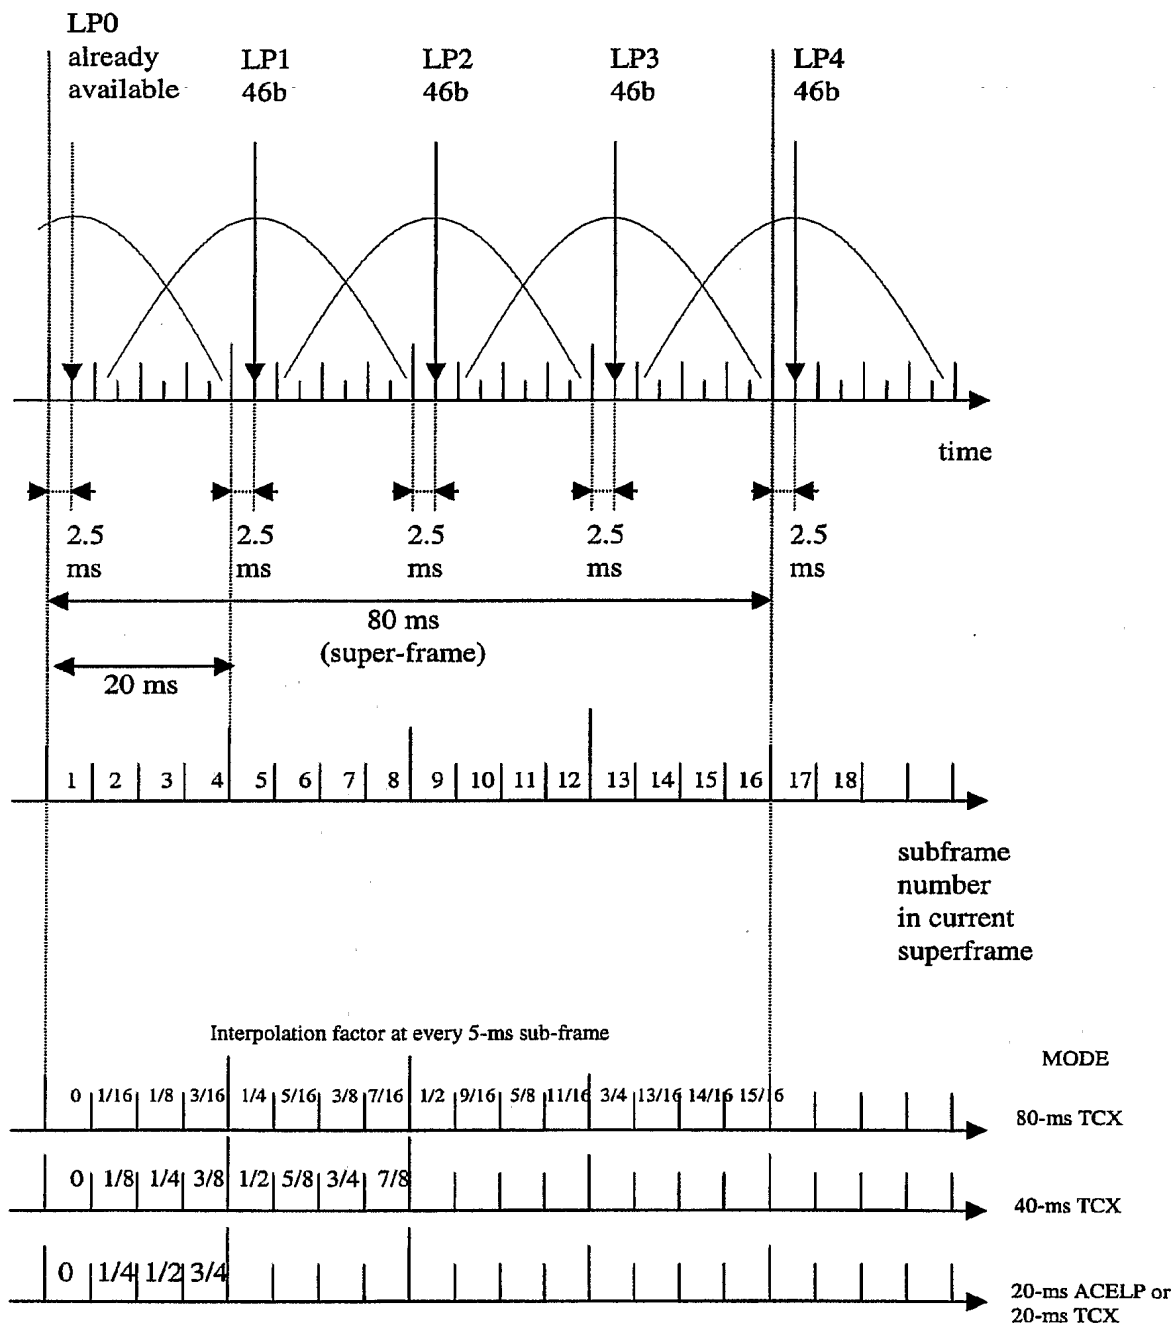 LP0
already
available
LP1
46b
LP2
46b
LP3
46b
LP4
46b
time
2.5
ms
2.5
ms
2.5
ms
2.5
ms
2.5
ms
80 ms
(super-frame)
20 ms
1 2 3 4 5 6 7 8 9 10 11 12 13 14 15 16 17 18
subframe
number
in current
superframe
Interpolation factor at every 5-ms sub-frame
MODE
0 1/16 1/8 3/16 1/4 5/16 3/8 7/16 1/2 9/16 5/8 11/16 3/4 13/16 14/16 15/16
80-ms TCX
0 1/8 1/4 3/8 1/2 5/8 3/4 7/8
40-ms TCX
0 1/4 1/2 3/4
20-ms ACELP or
20-ms TCX